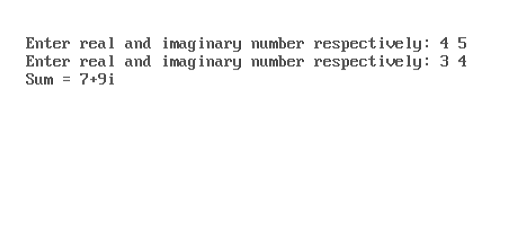 Enter real and imaginary number respectively: 4 5
Enter real and imaginary number respectively: 3 4
Sum = 7+9i